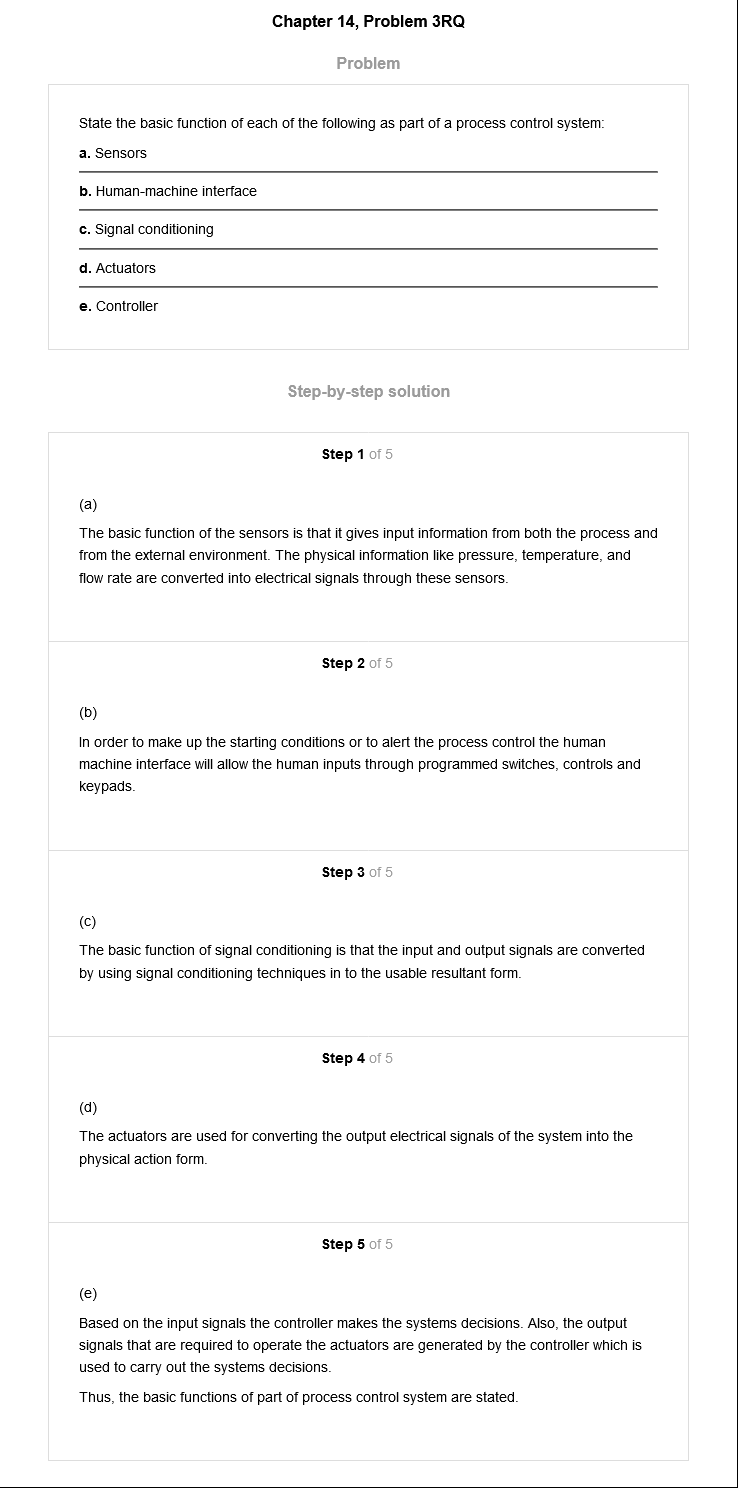 Chapter 14, Problem 3RQ
Problem
State the basic function of each of the following as part of a process control system:
a. Sensors
b. Human-machine interface
c. Signal conditioning
d. Actuators
e. Controller
Step-by-step solution
Step 1 of 5
(a)
The basic function of the sensors is that it gives input information from both the process and
from the external environment. The physical information like pressure, temperature, and
flow rate are converted into electrical signals through these sensors.
Step 2 of 5
(b)
In order to make up the starting conditions or to alert the process control the human
machine interface will allow the human inputs through programmed switches, controls and
keypads.
Step 3 of 5
(c)
The basic function of signal conditioning is that the input and output signals are converted
by using signal conditioning techniques in to the usable resultant form.
Step 4 of 5
(d)
The actuators are used for converting the output electrical signals of the system into the
physical action form.
Step 5 of 5
(e)
Based on the input signals the controller makes the systems decisions. Also, the output
signals that are required to operate the actuators are generated by the controller which is
used to carry out the systems decisions.
Thus, the basic functions of part of process control system are stated.